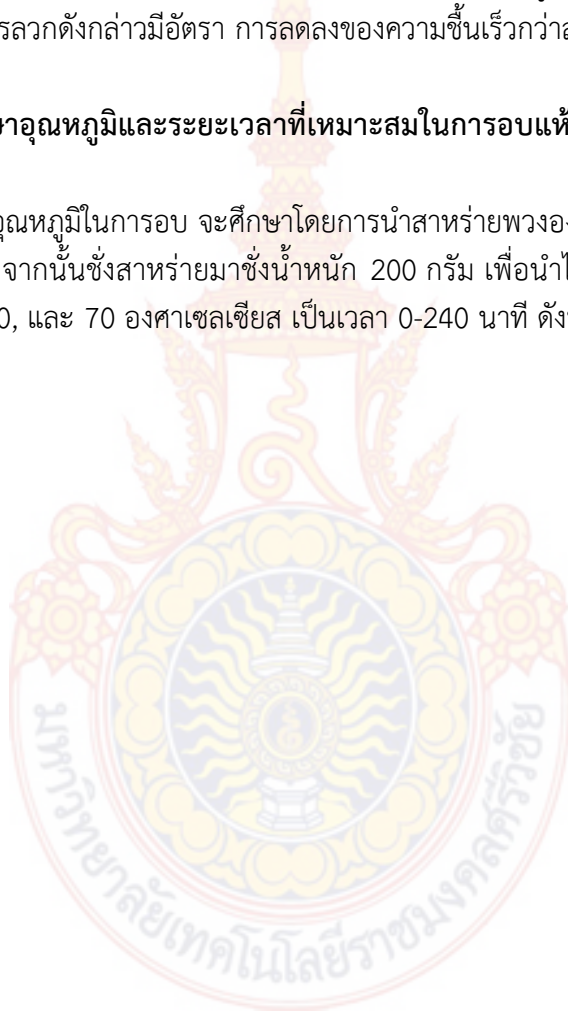 รลวกดังกล่าวมีอัตรา การลดลงของความชื้นเร็วกว่าส
ษาอุณหภูมิและระยะเวลาที่เหมาะสมในการอบแห้
อุณหภูมิในการอบ จะศึกษาโดยการนำสาหร่ายพวงอง
จากนั้นชั่งสาหร่ายมาชั่งน้ำหนัก 200 กรัม เพื่อนำไ
0, และ 70 องศาเซลเซียส เป็นเวลา 0-240 นาที ดัง
มหาวิทยาลัยเทคโนโลยีราชมงคลศรีวิชัย